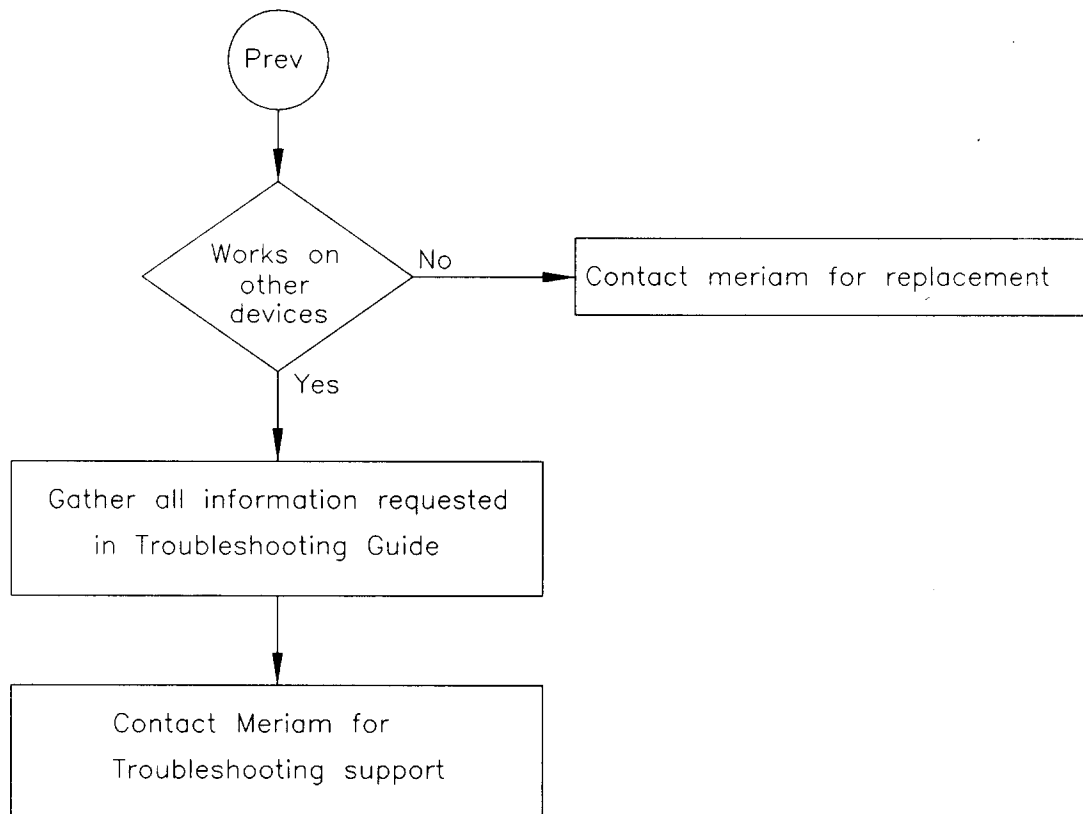 Prev
Works on
other
devices
No
Contact meriam for replacement
Yes
Gather all information requested
in Troubleshooting Guide
Contact Meriam for
Troubleshooting support